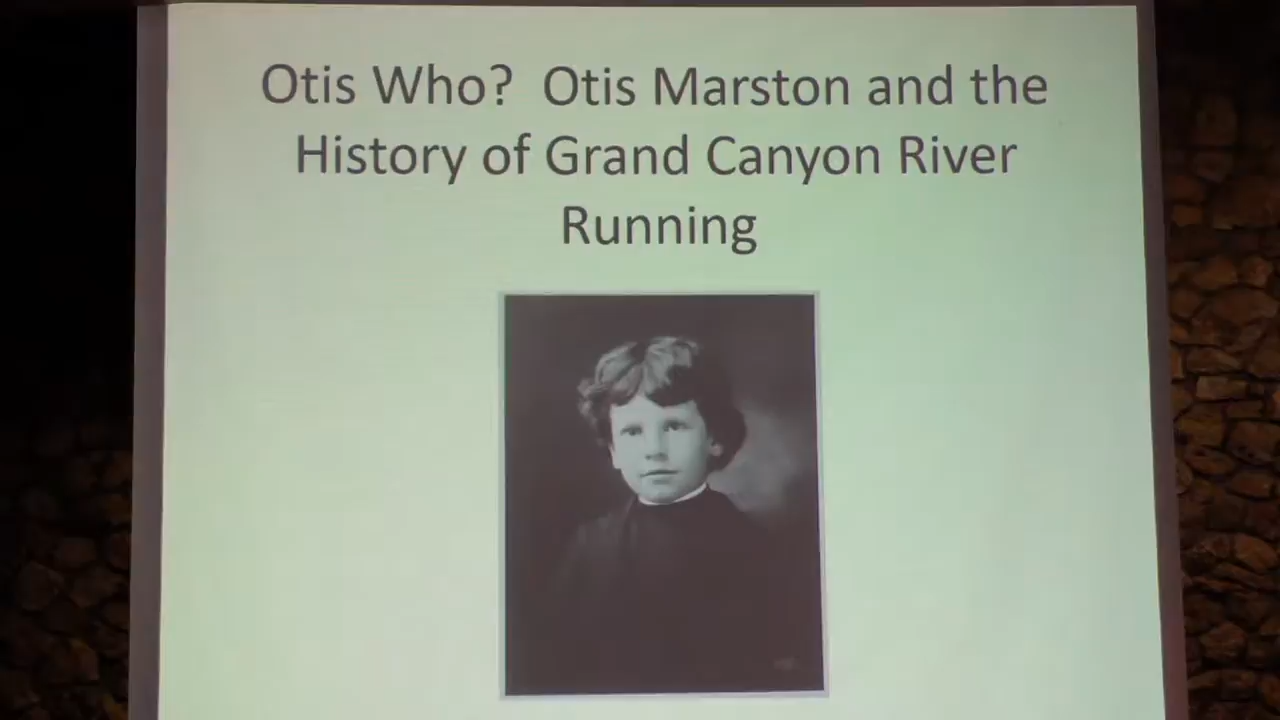 Otis Who? Otis Marston and the
History of Grand Canyon River
Running